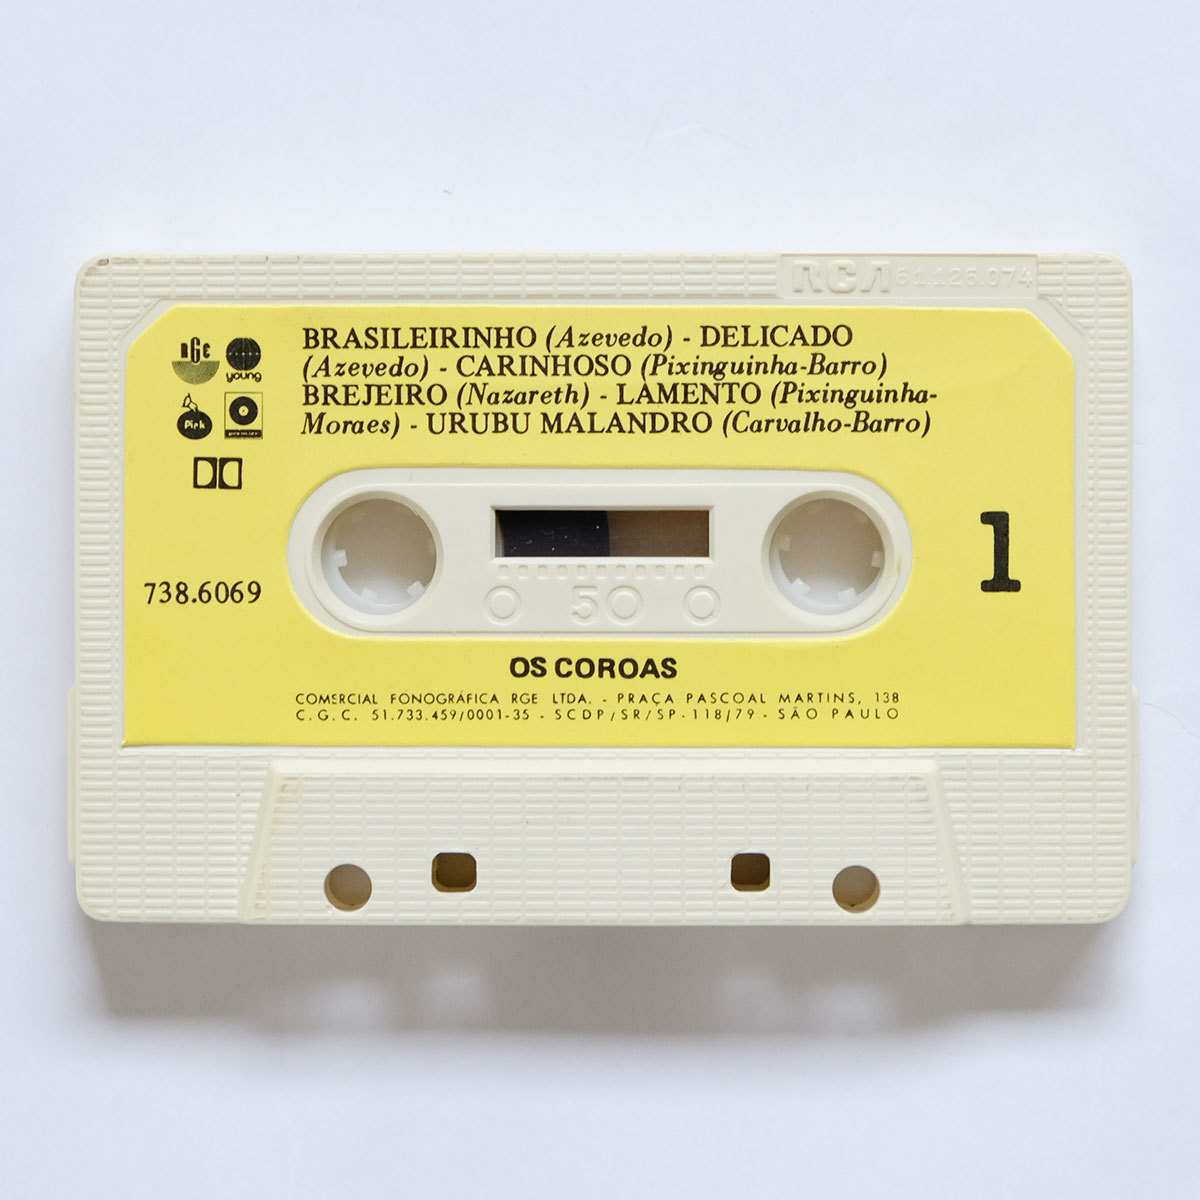 RCA 61.126.074
BRASILEIRINHO (Azevedo) - DELICADO
(Azevedo) - CARINHOSO (Pixinguinha-Barro)
BREJEIRO (Nazareth) - LAMENTO (Pixinguinha-
Moraes) - URUBU MALANDRO (Carvalho-Barro)
RGE
young
Pirk
738.6069
50
1
OS COROAS
COMERCIAL FONOGRÁFICA RGE LTDA. - PRAÇA PASCOAL MARTINS, 138
C.G.C. 51.733.459/0001-35 - SCDP/SR/SP-118/79 - SÃO PAULO